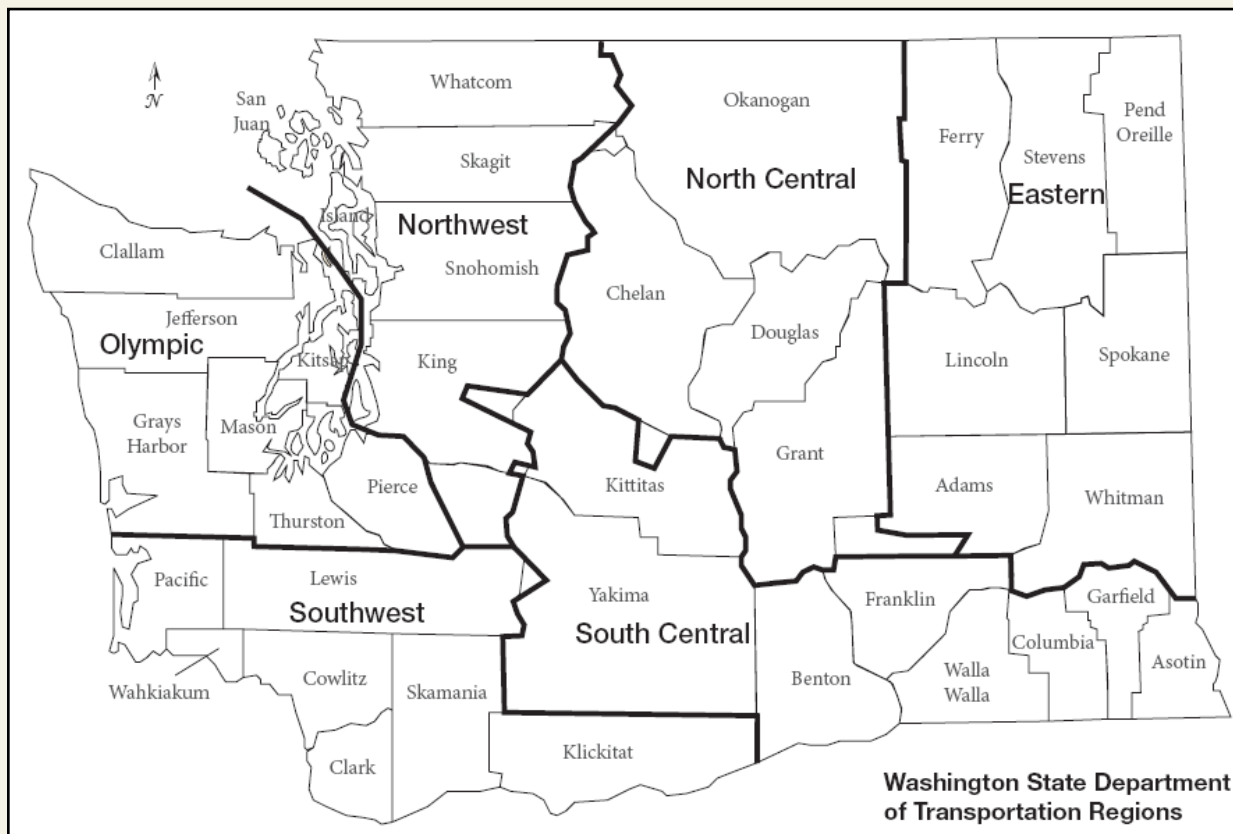 Whatcom
Okanogan
San
Juan
N
Pend
Oreille
Ferry
Skagit
Stevens
North Central
Eastern
Island
Northwest
Clallam
Snohomish
Chelan
Jefferson
Douglas
Olympic
Kitsap
King
Lincoln
Spokane
Grays
Harbor
Mason
Grant
Pierce
Kittitas
Adams
Whitman
Thurston
Pacific
Lewis
Yakima
Franklin
Garfield
Southwest
South Central
Columbia
Asotin
Wahkiakum
Cowlitz
Skamania
Benton
Walla
Walla
Clark
Klickitat
Washington State Department
of Transportation Regions